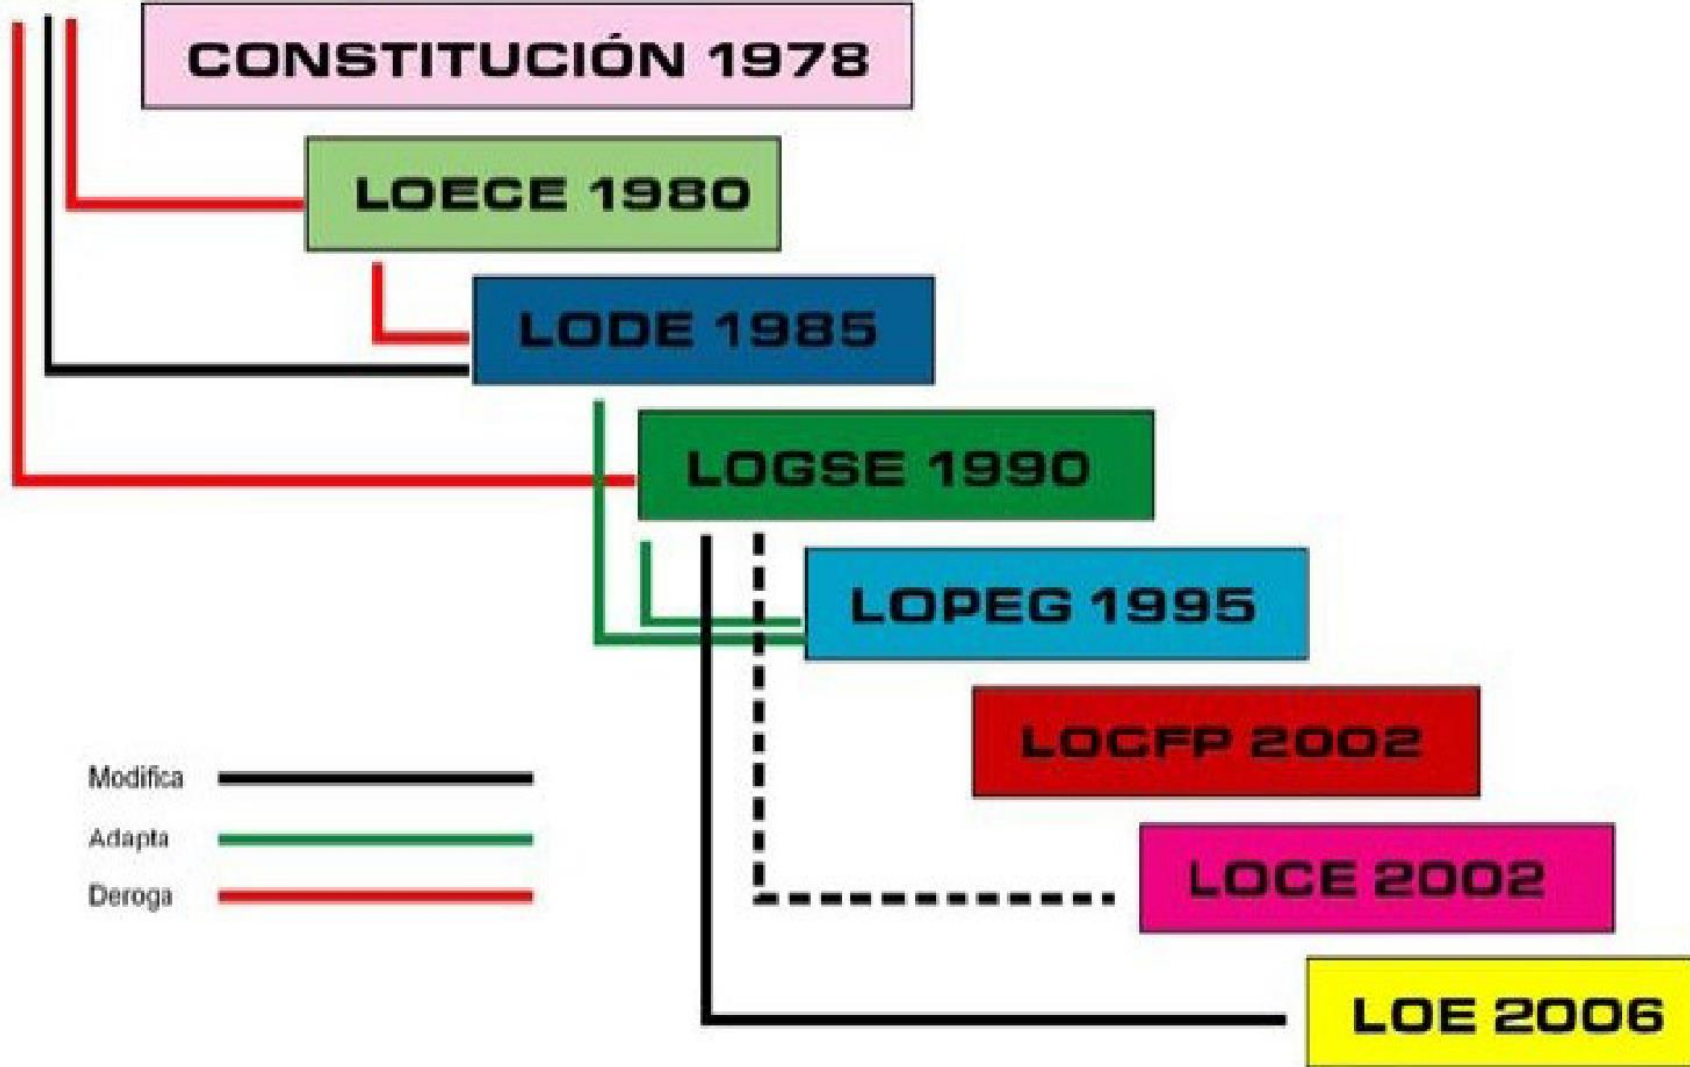 CONSTITUCIÓN 1978
LOECE 1980
LODE 1985
LOGSE 1990
LOPEG 1995
LOCFP 2002
LOCE 2002
LOE 2006
Modifica
Adapta
Deroga